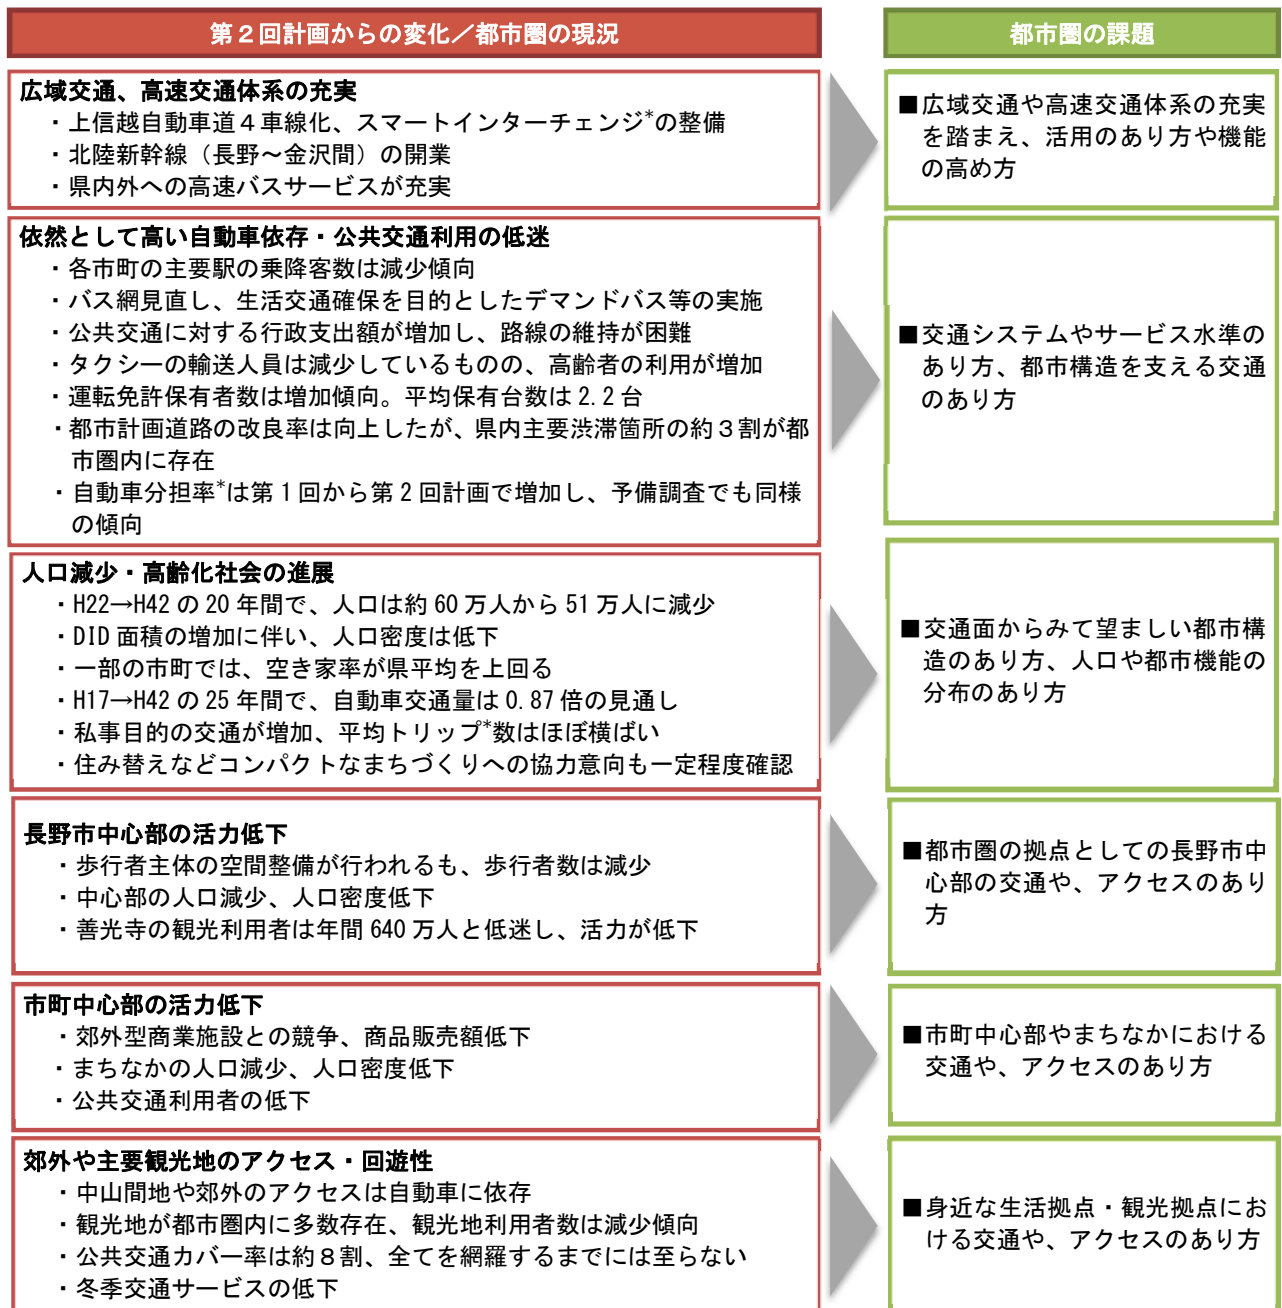 第２回計画からの変化／都市圏の現況
都市圏の課題
広域交通、高速交通体系の充実
・上信越自動車道４車線化、スマートインターチェンジ*の整備
・北陸新幹線（長野～金沢間）の開業
・県内外への高速バスサービスが充実
■広域交通や高速交通体系の充実
を踏まえ、活用のあり方や機能
の高め方
依然として高い自動車依存・公共交通利用の低迷
・各市町の主要駅の乗降客数は減少傾向
・バス網見直し、生活交通確保を目的としたデマンドバス等の実施
・公共交通に対する行政支出額が増加し、路線の維持が困難
・タクシーの輸送人員は減少しているものの、高齢者の利用が増加
・運転免許保有者数は増加傾向。平均保有台数は 2.2 台
・都市計画道路の改良率は向上したが、県内主要渋滞箇所の約３割が都
市圏内に存在
・自動車分担率*は第１回から第２回計画で増加し、予備調査でも同様
の傾向
■交通システムやサービス水準の
あり方、都市構造を支える交通
のあり方
人口減少・高齢化社会の進展
・H22→H42 の 20 年間で、人口は約 60 万人から 51 万人に減少
・DID 面積の増加に伴い、人口密度は低下
・一部の市町では、空き家率が県平均を上回る
・H17→H42 の 25 年間で、自動車交通量は 0.87 倍の見通し
・私事目的の交通が増加、平均トリップ*数はほぼ横ばい
・住み替えなどコンパクトなまちづくりへの協力意向も一定程度確認
■交通面からみて望ましい都市構
造のあり方、人口や都市機能の
分布のあり方
長野市中心部の活力低下
・歩行者主体の空間整備が行われるも、歩行者数は減少
・中心部の人口減少、人口密度低下
・善光寺の観光利用者は年間 640 万人と低迷し、活力が低下
■都市圏の拠点としての長野市中
心部の交通や、アクセスのあり
方
市町中心部の活力低下
・郊外型商業施設との競争、商品販売額低下
・まちなかの人口減少、人口密度低下
・公共交通利用者の低下
■市町中心部やまちなかにおける
交通や、アクセスのあり方
郊外や主要観光地のアクセス・回遊性
・中山間地や郊外のアクセスは自動車に依存
・観光地が都市圏内に多数存在、観光地利用者数は減少傾向
・公共交通カバー率は約８割、全てを網羅するまでには至らない
・冬季交通サービスの低下
■身近な生活拠点・観光拠点にお
ける交通や、アクセスのあり方